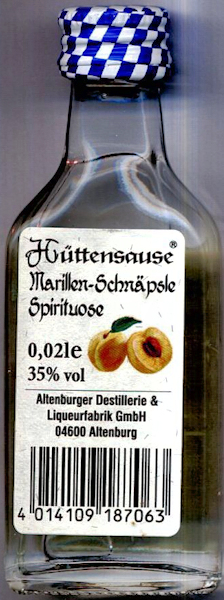 Hüttensause®
Marillen-Schnäpsle
Spirituose
0,02le
35% vol
Altenburger Destillerie &
Liqueurfabrik GmbH
04600 Altenburg
4 014109 187063